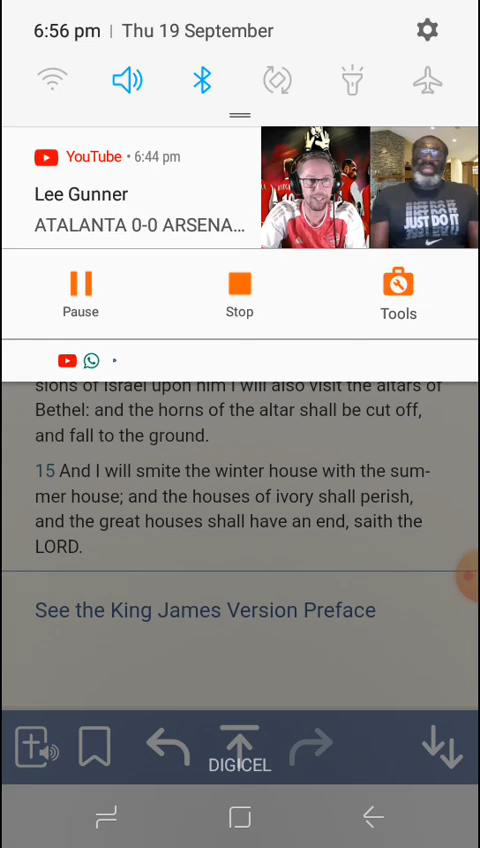 6:56 pm | Thu 19 September
YouTube • 6:44 pm
Lee Gunner
ATALANTA 0-0 ARSENA...
JUST DO IT
Pause
Stop
Tools
sions of Israel upon him I will also visit the altars of
Bethel: and the horns of the altar shall be cut off,
and fall to the ground.
15 And I will smite the winter house with the sum-
mer house; and the houses of ivory shall perish,
and the great houses shall have an end, saith the
LORD.
See the King James Version Preface
DIGICEL